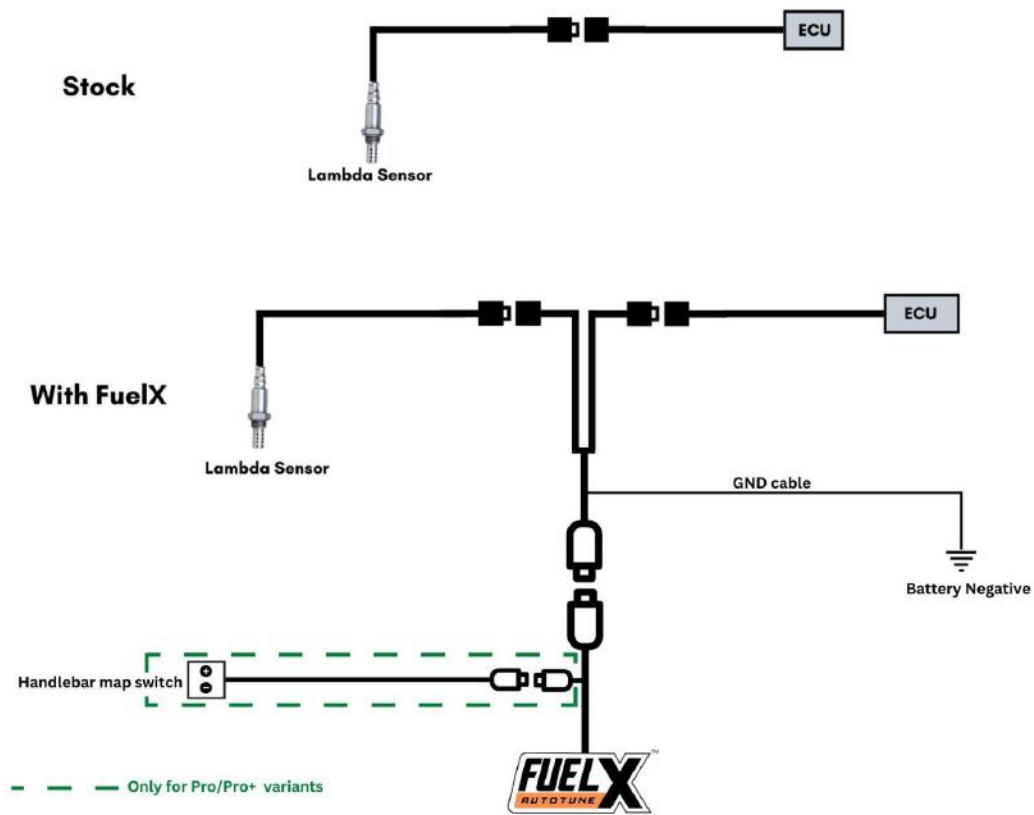 ECU
Stock
Lambda Sensor
ECU
With FuelX
Lambda Sensor
GND cable
Battery Negative
Handlebar map switch
FUELX™
AUTOTUNE
Only for Pro/Pro+ variants